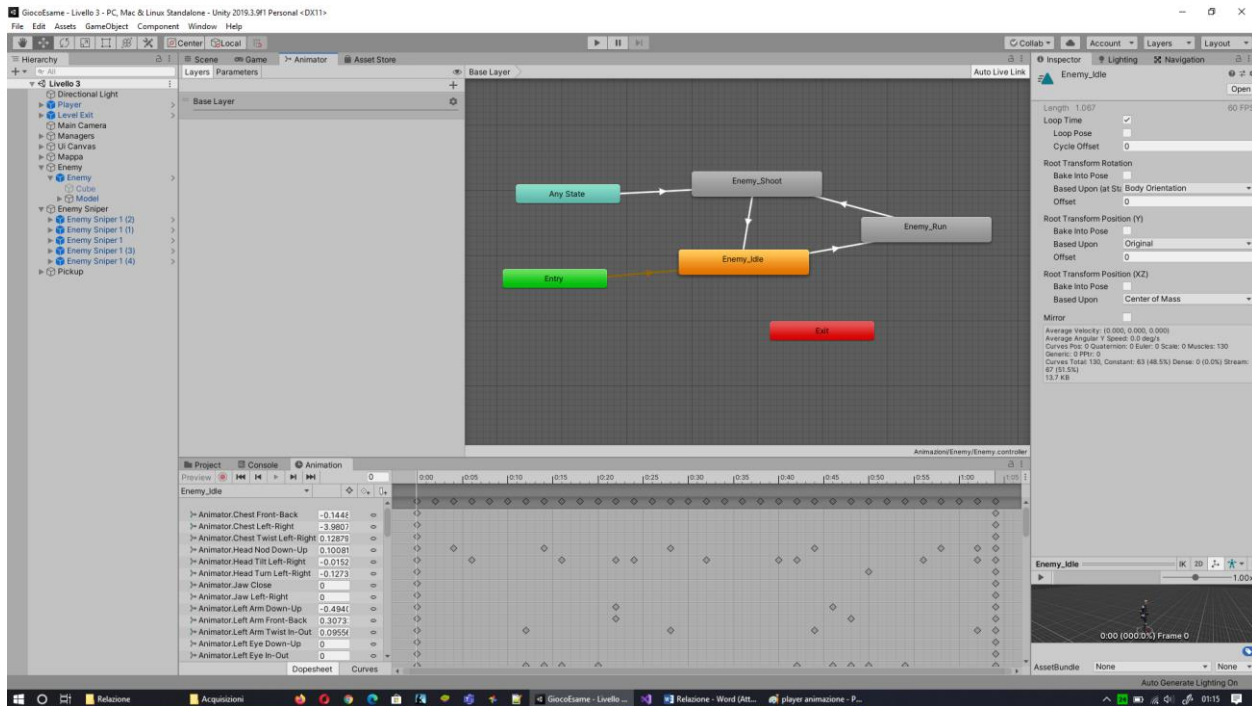 GiocoEsame - Livello 3 - PC, Mac & Linux Standalone - Unity 2019.3.9f1 Personal <DX11>
File Edit Assets GameObject Component Window Help
Center Local Collab Account Layers Layout
Hierarchy
All
Livello 3
Directional Light
Player
Level Exit
Main Camera
Managers
Ui Canvas
Mappa
Enemy
Enemy
Cube
Model
Enemy Sniper
Enemy Sniper 1 (2)
Enemy Sniper 1 (1)
Enemy Sniper 1
Enemy Sniper 1 (3)
Enemy Sniper 1 (4)
Pickup
Scene Game Animator Asset Store
Layers Parameters Base Layer Auto Live Link
Base Layer
Any State
Enemy_Shoot
Enemy_Run
Enemy_Idle
Entry
Exit
Animazioni/Enemy/Enemy.controller
Project Console Animation
Preview 0
0:00 0:05 0:10 0:15 0:20 0:25 0:30 0:35 0:40 0:45 0:50 0:55 1:00 1:05
Enemy_Idle
Animator.Chest Front-Back
Animator.Chest Left-Right -3.9807
Animator.Chest Twist Left-Right 0.12879
Animator.Head Nod Down-Up 0.10081
Animator.Head Tilt Left-Right -0.0152
Animator.Head Turn Left-Right -0.1273
Animator.Jaw Close 0
Animator.Jaw Left-Right 0
Animator.Left Arm Down-Up
Animator.Left Arm Front-Back 0.3073
Animator.Left Arm Twist In-Out
Animator.Left Eye Down-Up 0
Animator.Left Eye In-Out 0
Dopesheet Curves
Inspector Lighting Navigation
Enemy_Idle
Open
Length 1.067 60 FPS
Loop Time
Loop Pose
Cycle Offset 0
Root Transform Rotation
Bake Into Pose
Based Upon (at Sta Body Orientation
Offset 0
Root Transform Position (Y)
Bake Into Pose
Based Upon Original
Offset 0
Root Transform Position (XZ)
Bake Into Pose
Based Upon Center of Mass
Mirror
Average Velocity: (0.000, 0.000, 0.000)
Average Angular Y Speed: 0.0 deg/s
Curves Pos: 0 Quaternion: 0 Euler: 0 Scale: 0 Muscles: 130
Generic: 0 PPtr: 0
Curves Total: 130, Constant: 63 (48.5%) Dense: 0 (0.0%) Stream:
67 (51.5%)
13.7 KB
Enemy_Idle IK 2D
1.00x
0:00 (000.0%) Frame 0
AssetBundle None None
Auto Generate Lighting On
Relazione Acquisizioni GiocoEsame - Livello ... Relazione - Word (Att... player animazione - P... 01:15